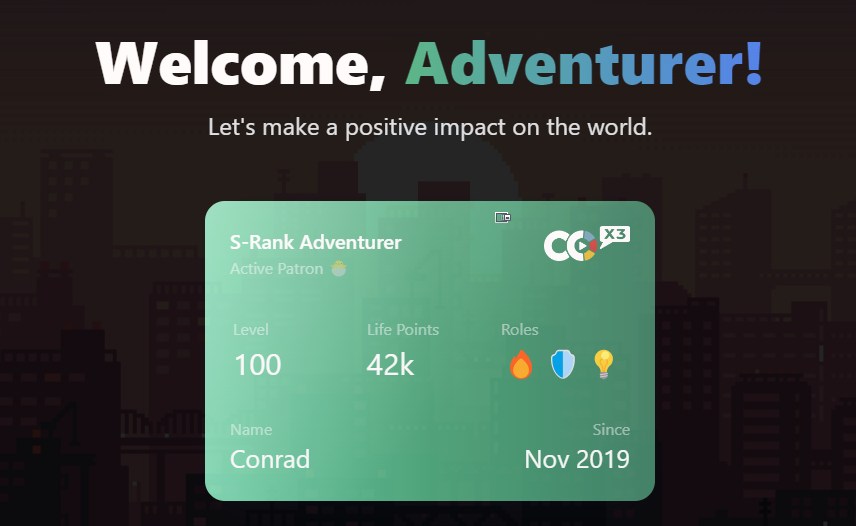 Welcome, Adventurer!
Let's make a positive impact on the world.
S-Rank Adventurer
X3
Active Patron
Level
Life Points
Roles
100
42k
Name
Since
Conrad
Nov 2019